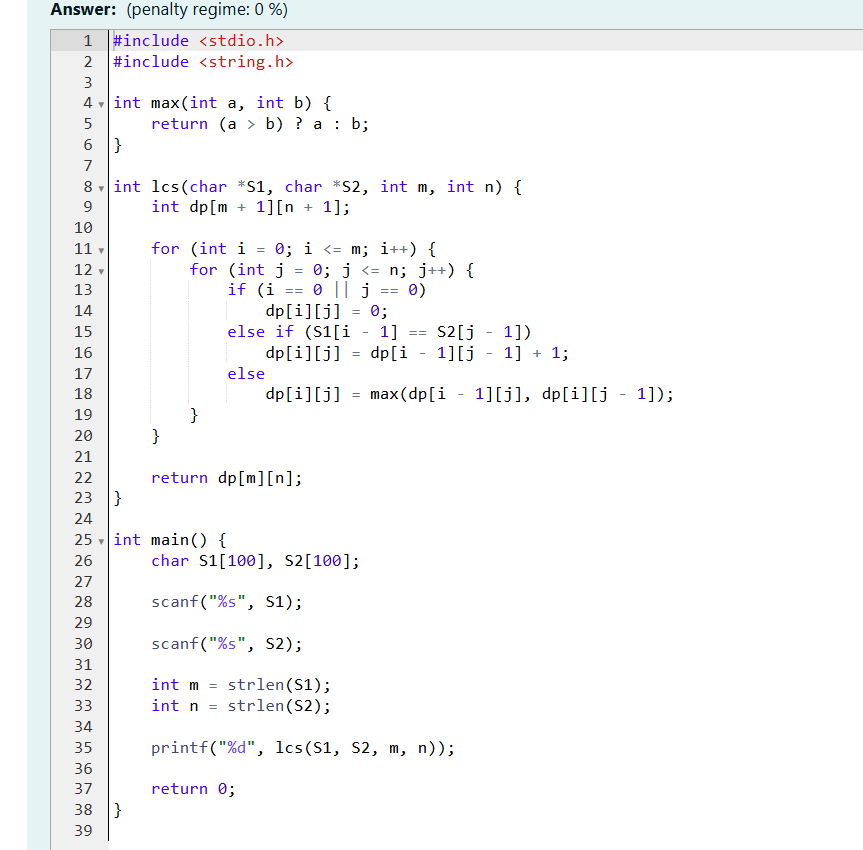 Answer: (penalty regime: 0 %)
1 #include <stdio.h>
2 #include <string.h>
3
4 int max(int a, int b) {
5     return (a > b) ? a : b;
6 }
7
8 int lcs(char *S1, char *S2, int m, int n) {
9     int dp[m + 1][n + 1];
10
11     for (int i = 0; i <= m; i++) {
12         for (int j = 0; j <= n; j++) {
13             if (i == 0 || j == 0)
14                 dp[i][j] = 0;
15             else if (S1[i - 1] == S2[j - 1])
16                 dp[i][j] = dp[i - 1][j - 1] + 1;
17             else
18                 dp[i][j] = max(dp[i - 1][j], dp[i][j - 1]);
19         }
20     }
21
22     return dp[m][n];
23 }
24
25 int main() {
26     char S1[100], S2[100];
27
28     scanf("%s", S1);
29
30     scanf("%s", S2);
31
32     int m = strlen(S1);
33     int n = strlen(S2);
34
35     printf("%d", lcs(S1, S2, m, n));
36
37     return 0;
38 }
39